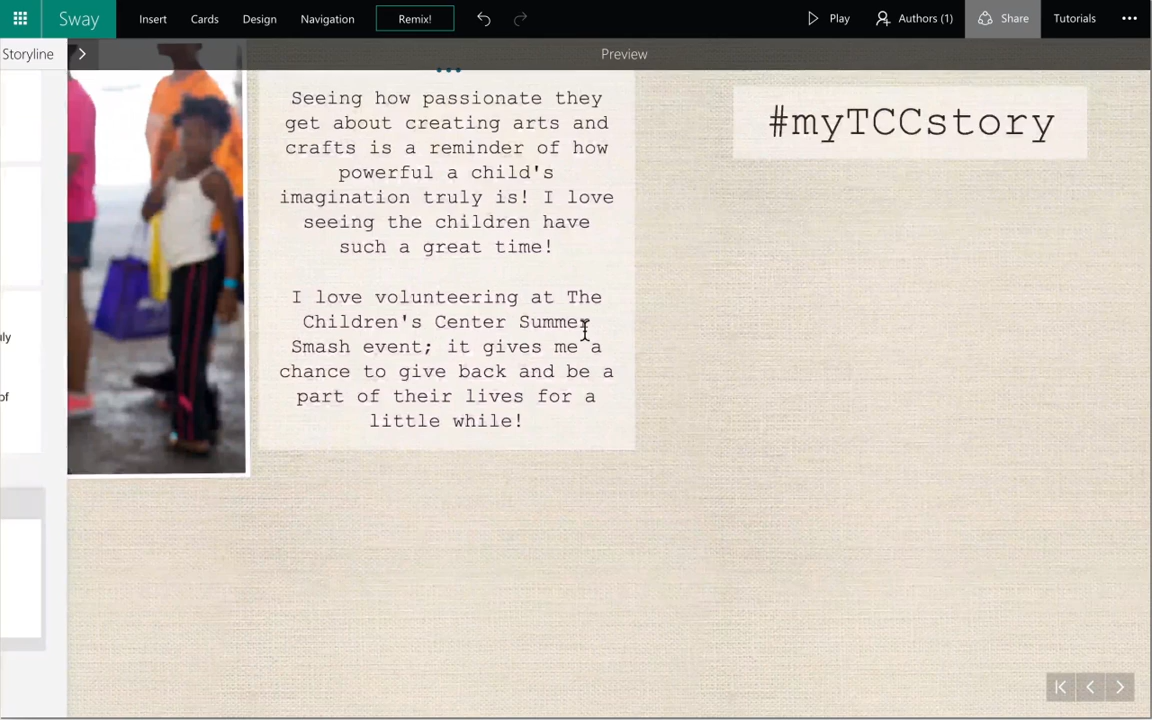 Sway
Insert
Cards
Design
Navigation
Remix!
Play
Authors (1)
Share
Tutorials
Storyline
Preview
Seeing how passionate they
get about creating arts and
crafts is a reminder of how
powerful a child's
imagination truly is! I love
seeing the children have
such a great time!
I love volunteering at The
Children's Center Summer
Smash event; it gives me a
chance to give back and be a
part of their lives for a
little while!
#myTCCstory
of